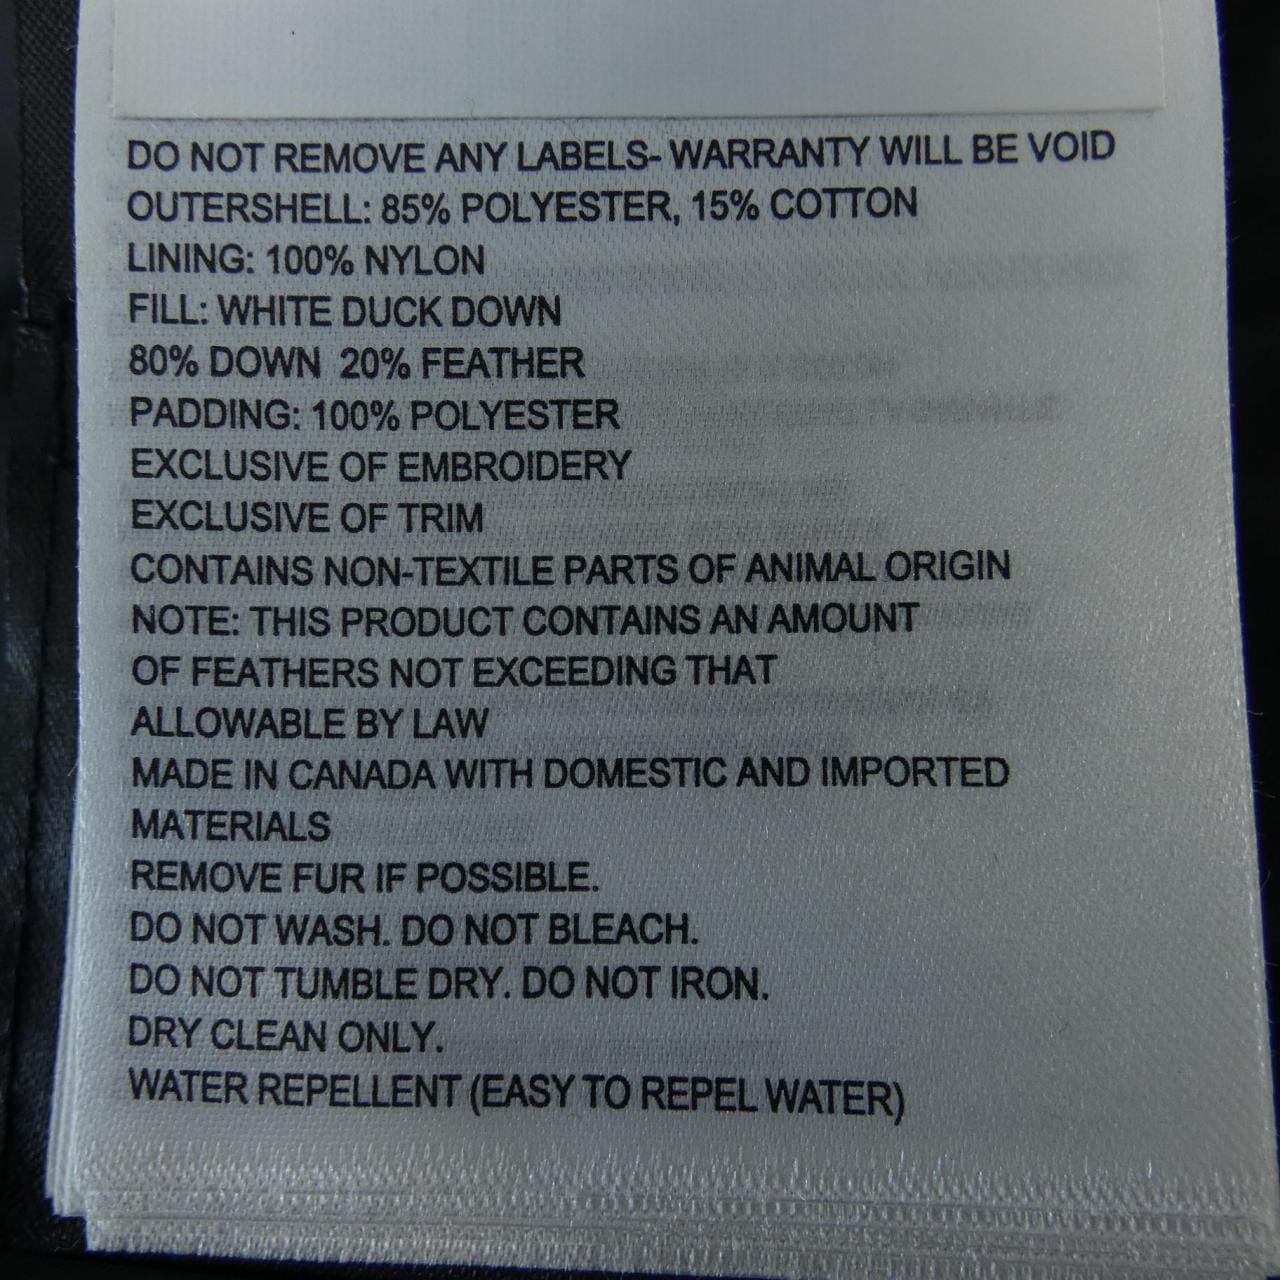 DO NOT REMOVE ANY LABELS- WARRANTY WILL BE VOID
OUTERSHELL: 85% POLYESTER, 15% COTTON
LINING: 100% NYLON
FILL: WHITE DUCK DOWN
80% DOWN  20% FEATHER
PADDING: 100% POLYESTER
EXCLUSIVE OF EMBROIDERY
EXCLUSIVE OF TRIM
CONTAINS NON-TEXTILE PARTS OF ANIMAL ORIGIN
NOTE: THIS PRODUCT CONTAINS AN AMOUNT
OF FEATHERS NOT EXCEEDING THAT
ALLOWABLE BY LAW
MADE IN CANADA WITH DOMESTIC AND IMPORTED
MATERIALS
REMOVE FUR IF POSSIBLE.
DO NOT WASH. DO NOT BLEACH.
DO NOT TUMBLE DRY. DO NOT IRON.
DRY CLEAN ONLY.
WATER REPELLENT (EASY TO REPEL WATER)